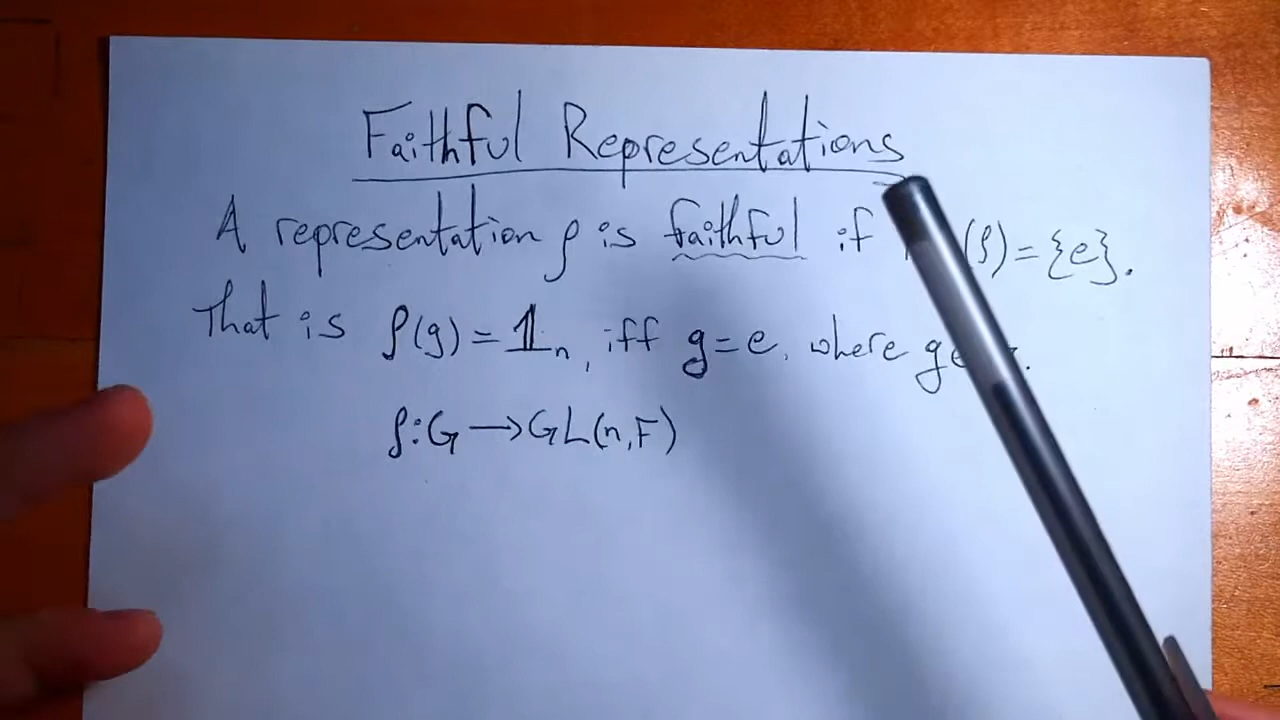 Faithful Representations
A representation ρ is faithful if (ρ)={e}.
That is ρ(g)=𝟙n, iff g=e, where g
ρ:G→GL(n,F)